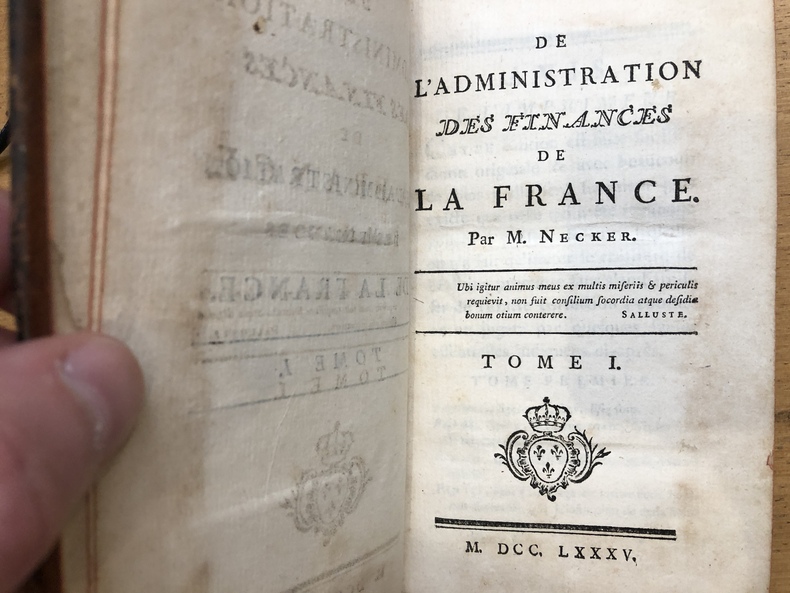 DE
L'ADMINISTRATION
DES FINANCES
DE
LA FRANCE.
Par M. NECKER.
Ubi igitur animus meus ex multis miſeriis & periculis
requievit, non fuit conſilium ſocordia atque deſidia
bonum otium conterere. SALLUSTE.
TOME I.
M. DCC. LXXXV.